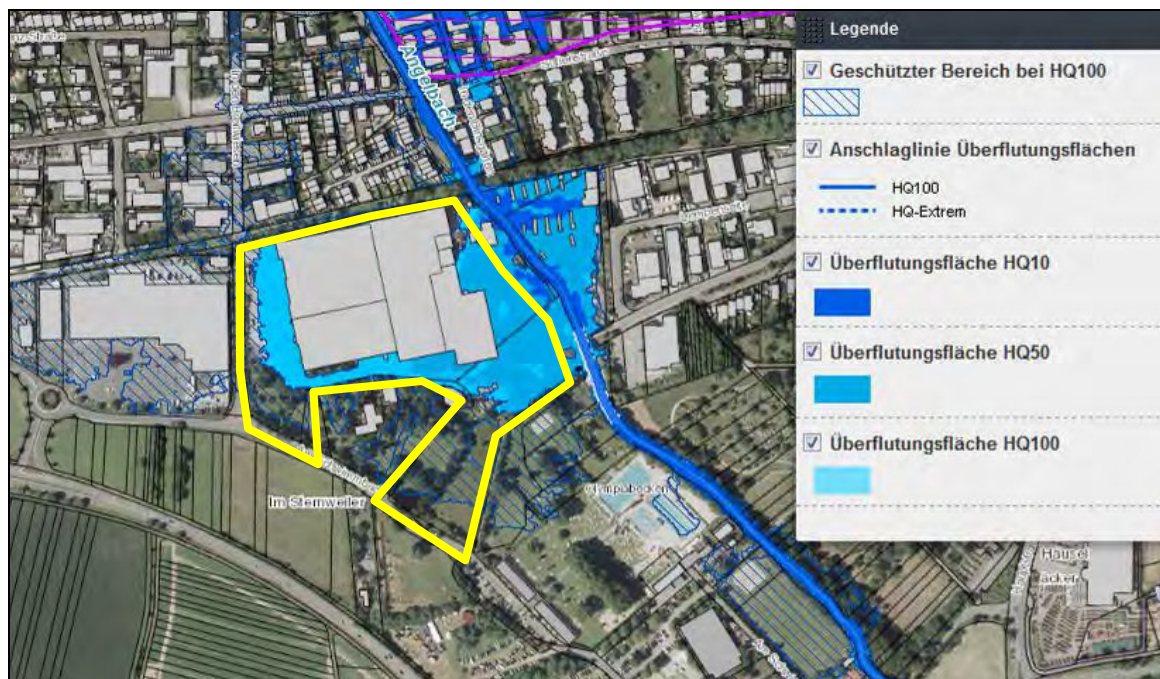 Legende
Geschützter Bereich bei HQ100
Anschlaglinie Überflutungsflächen
HQ100
HQ-Extrem
Überflutungsfläche HQ10
Überflutungsfläche HQ50
Überflutungsfläche HQ100
Angelbach
Im Sternweiler
Olympiabecken